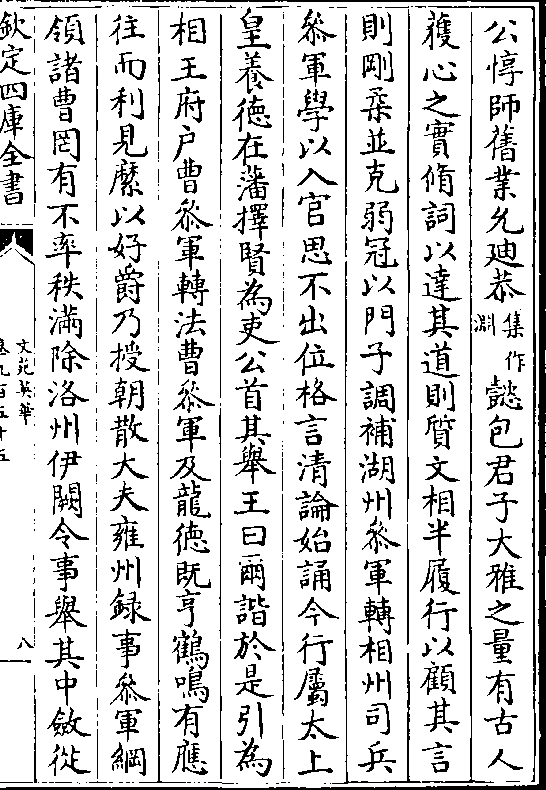 公惇師舊業允廸恭集作淵懿包君子大雅之量有古人
蒦心之實脩詞以達其道則質文相半履行以顧其言
則剛柔並克弱冠以門子調補湖州叅軍轉相州司兵
叅軍學以入官思不出位格言清論始誦今行屬太上
皇養徳在藩擇賢為吏公首其舉王曰爾諧於是引為
相王府户曹叅軍轉法曹叅軍及龍徳既亨鶴鳴有應
往而利見縻以好爵乃授朝散大夫雍州録事叅軍綱
領諸曹罔有不率秩滿除洛州伊闕令事舉其中斂從
欽定四庫全書
文苑英華
卷九百五十五
八